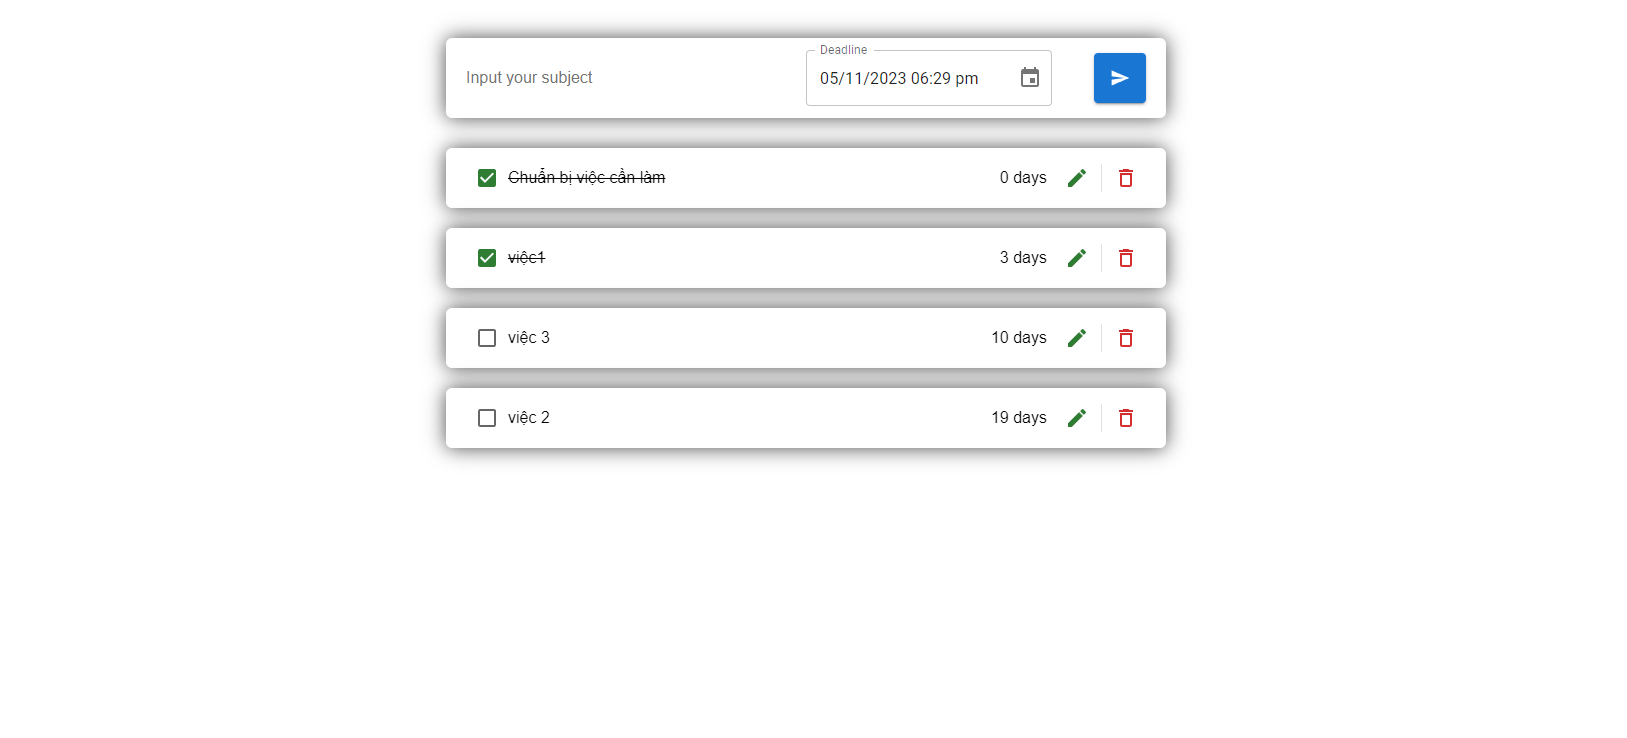 Deadline
Input your subject 05/11/2023 06:29 pm
Chuẩn bị việc cần làm 0 days
việc1 3 days
việc 3 10 days
việc 2 19 days